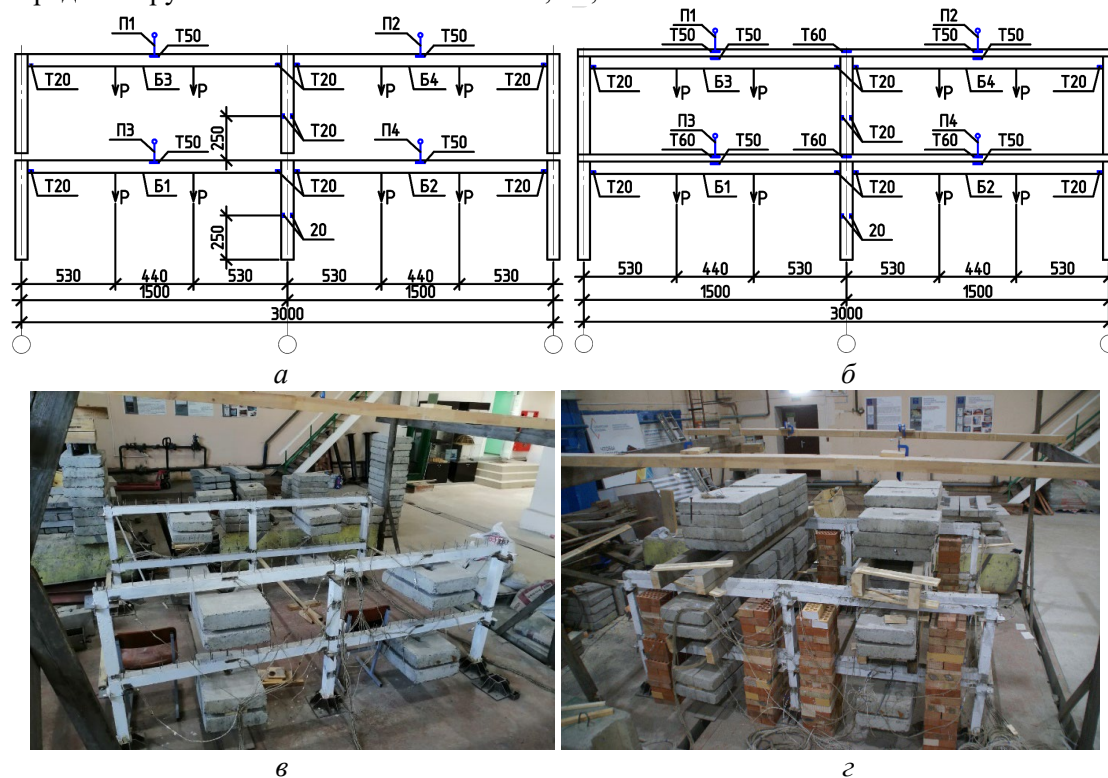 П1 П2
Т50 Т50
Т20 Б3 Т20 Б4 Т20
Р Р Р Р
250 Т20
П3 Т50 П4 Т50
Т20 Б1 Т20 Б2 Т20
Р Р Р Р
250 20
530 440 530 530 440 530
1500 1500
3000
а
П1 П2
Т50 Т50 Т60 Т50 Т50
Т20 Б3 Т20 Б4 Т20
Р Р Р Р
Т20
П3 П4
Т60 Т50 Т60 Т60 Т50
Т20 Б1 Т20 Б2 Т20
Р Р Р Р
20
530 440 530 530 440 530
1500 1500
3000
б
в г